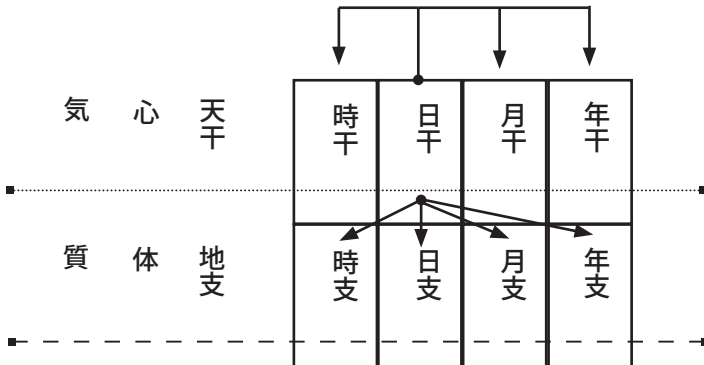 気 心 天干 時干 日干 月干 年干
質 体 地支 時支 日支 月支 年支